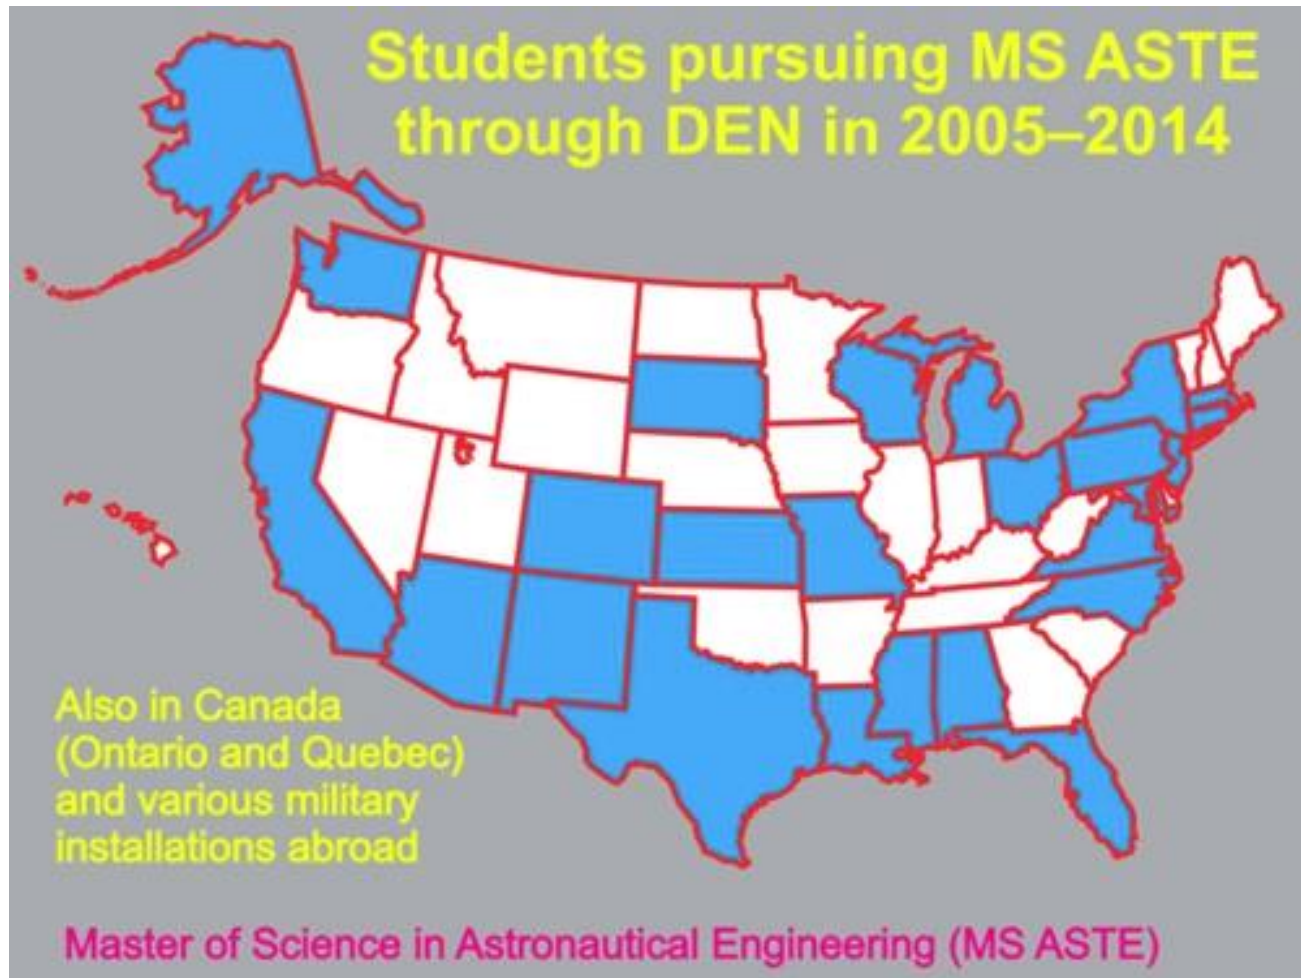 Students pursuing MS ASTE
through DEN in 2005–2014
Also in Canada
(Ontario and Quebec)
and various military
installations abroad
Master of Science in Astronautical Engineering (MS ASTE)